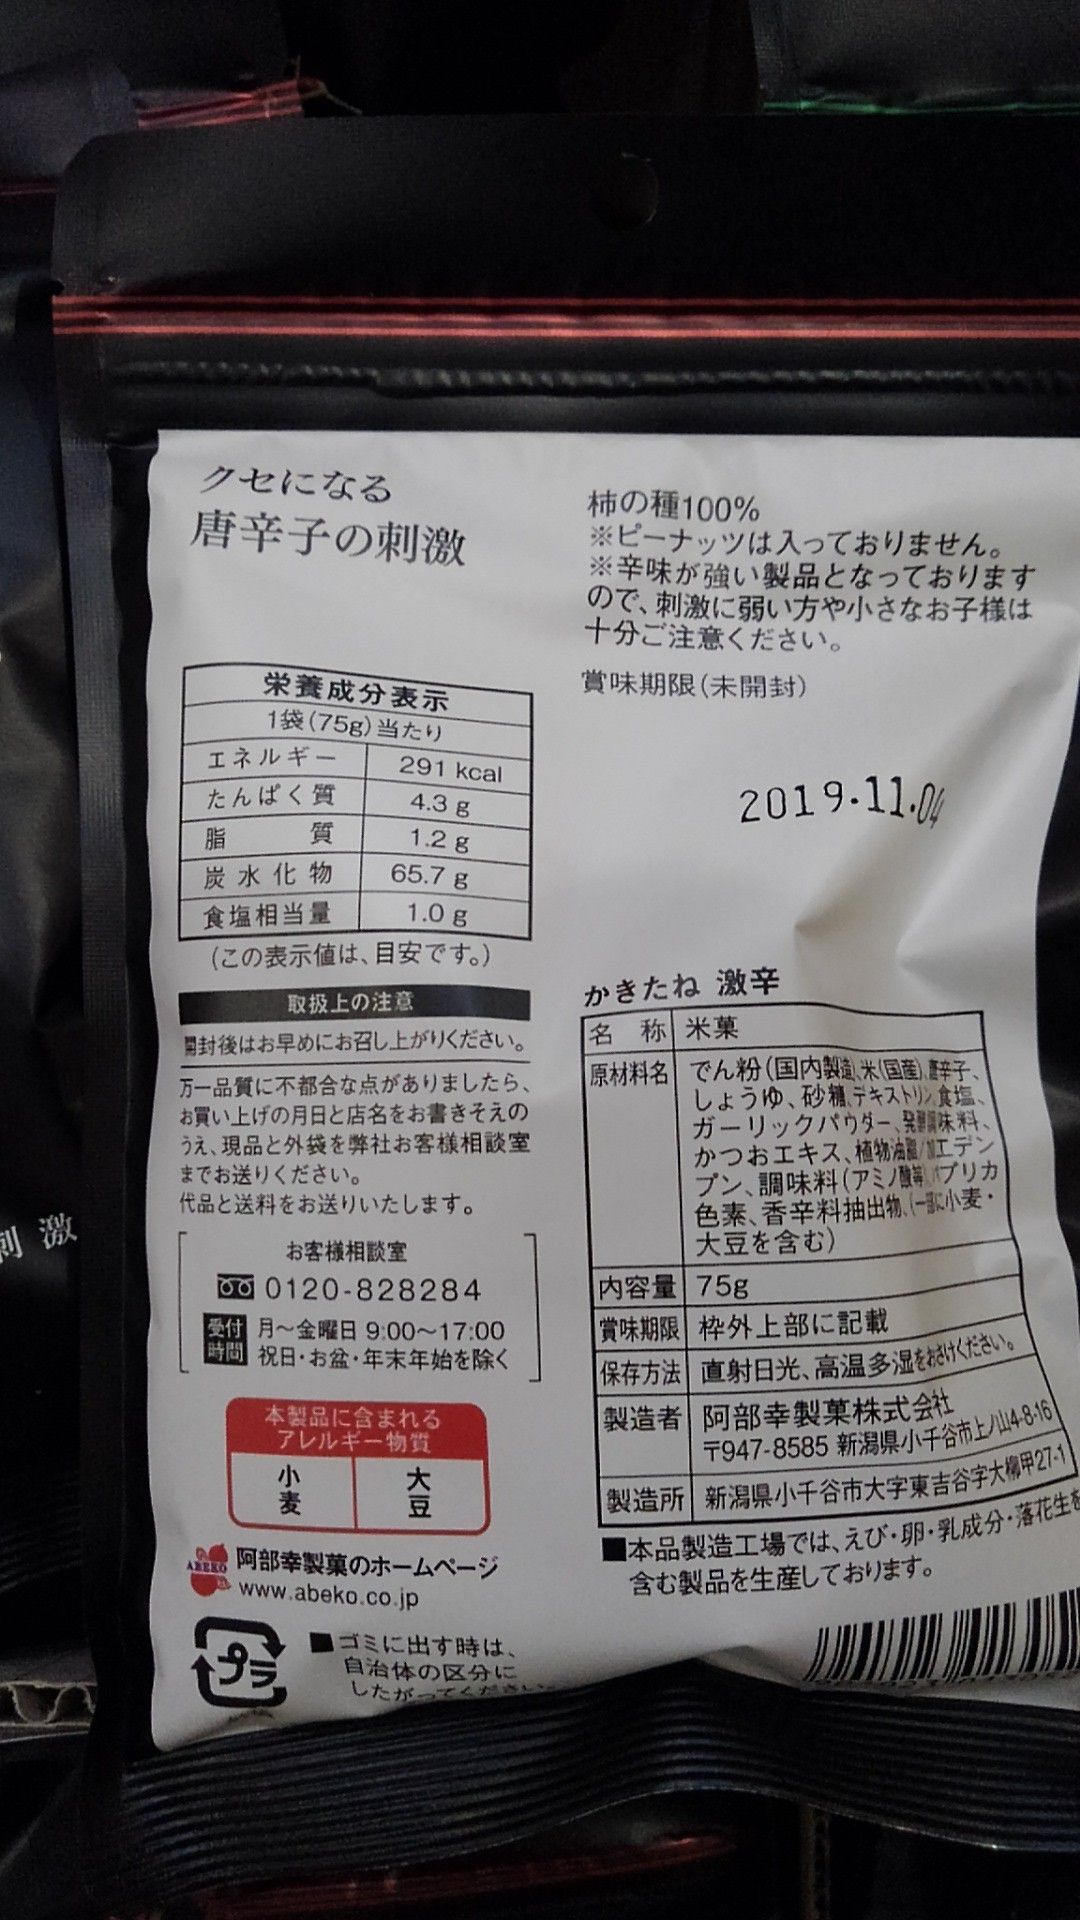 クセになる
唐辛子の刺激
栄養成分表示
1袋(75g)当たり
エネルギー 291 kcal
たんぱく質 4.3 g
脂 質 1.2 g
炭水化物 65.7 g
食塩相当量 1.0 g
(この表示値は、目安です。)
取扱上の注意
開封後はお早めにお召し上がりください。
万一品質に不都合な点がありましたら、
お買い上げの月日と店名をお書きそえの
うえ、現品と外袋を弊社お客様相談室
までお送りください。
代品と送料をお送りいたします。
お客様相談室
0120-828284
受付時間 月〜金曜日 9:00〜17:00
祝日・お盆・年末年始を除く
本製品に含まれる
アレルギー物質
小麦 大豆
ABEKO
阿部幸製菓のホームページ
www.abeko.co.jp
プラ
■ゴミに出す時は、
自治体の区分に
したがってください
柿の種100%
※ピーナッツは入っておりません。
※辛味が強い製品となっております
ので、刺激に弱い方や小さなお子様は
十分ご注意ください。
賞味期限(未開封)
2019.11.04
かきたね 激辛
名 称 米菓
原材料名 でん粉(国内製造)、米(国産)、唐辛子、
しょうゆ、砂糖、デキストリン、食塩、
ガーリックパウダー、発酵調味料、
かつおエキス、植物油脂/加工デン
プン、調味料(アミノ酸等)、パプリカ
色素、香辛料抽出物、(一部に小麦・
大豆を含む)
内容量 75g
賞味期限 枠外上部に記載
保存方法 直射日光、高温多湿をおさけください。
製造者 阿部幸製菓株式会社
〒947-8585 新潟県小千谷市上ノ山4-8-16
製造所 新潟県小千谷市大字東吉谷字大柳甲27-1
■本品製造工場では、えび・卵・乳成分・落花生を
含む製品を生産しております。
刺激